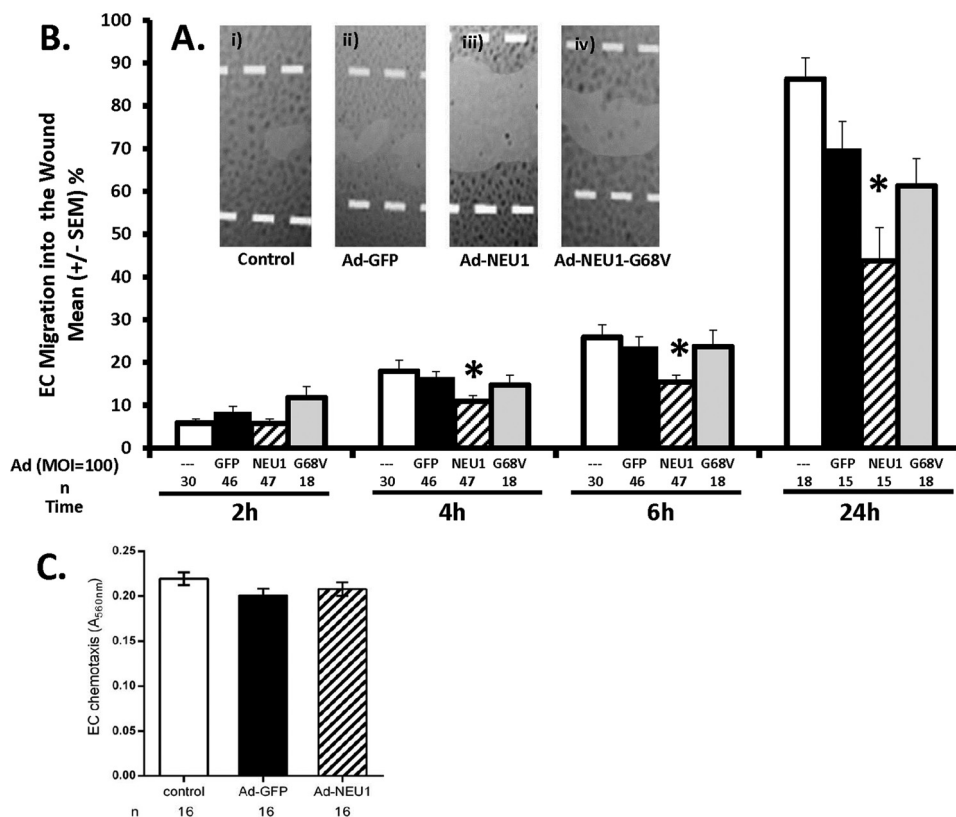 B.
A.
EC Migration into the Wound
Mean (+/- SEM) %
100
90
80
70
60
50
40
30
20
10
0
i)
ii)
iii)
iv)
Control
Ad-GFP
Ad-NEU1
Ad-NEU1-G68V
*
*
*
Ad (MOI=100) --- GFP NEU1 G68V --- GFP NEU1 G68V --- GFP NEU1 G68V --- GFP NEU1 G68V
n 30 46 47 18 30 46 47 18 30 46 47 18 18 15 15 18
Time 2h 4h 6h 24h
C.
EC chemotaxis (A560nm)
0.25
0.20
0.15
0.10
0.05
0.00
control Ad-GFP Ad-NEU1
n 16 16 16